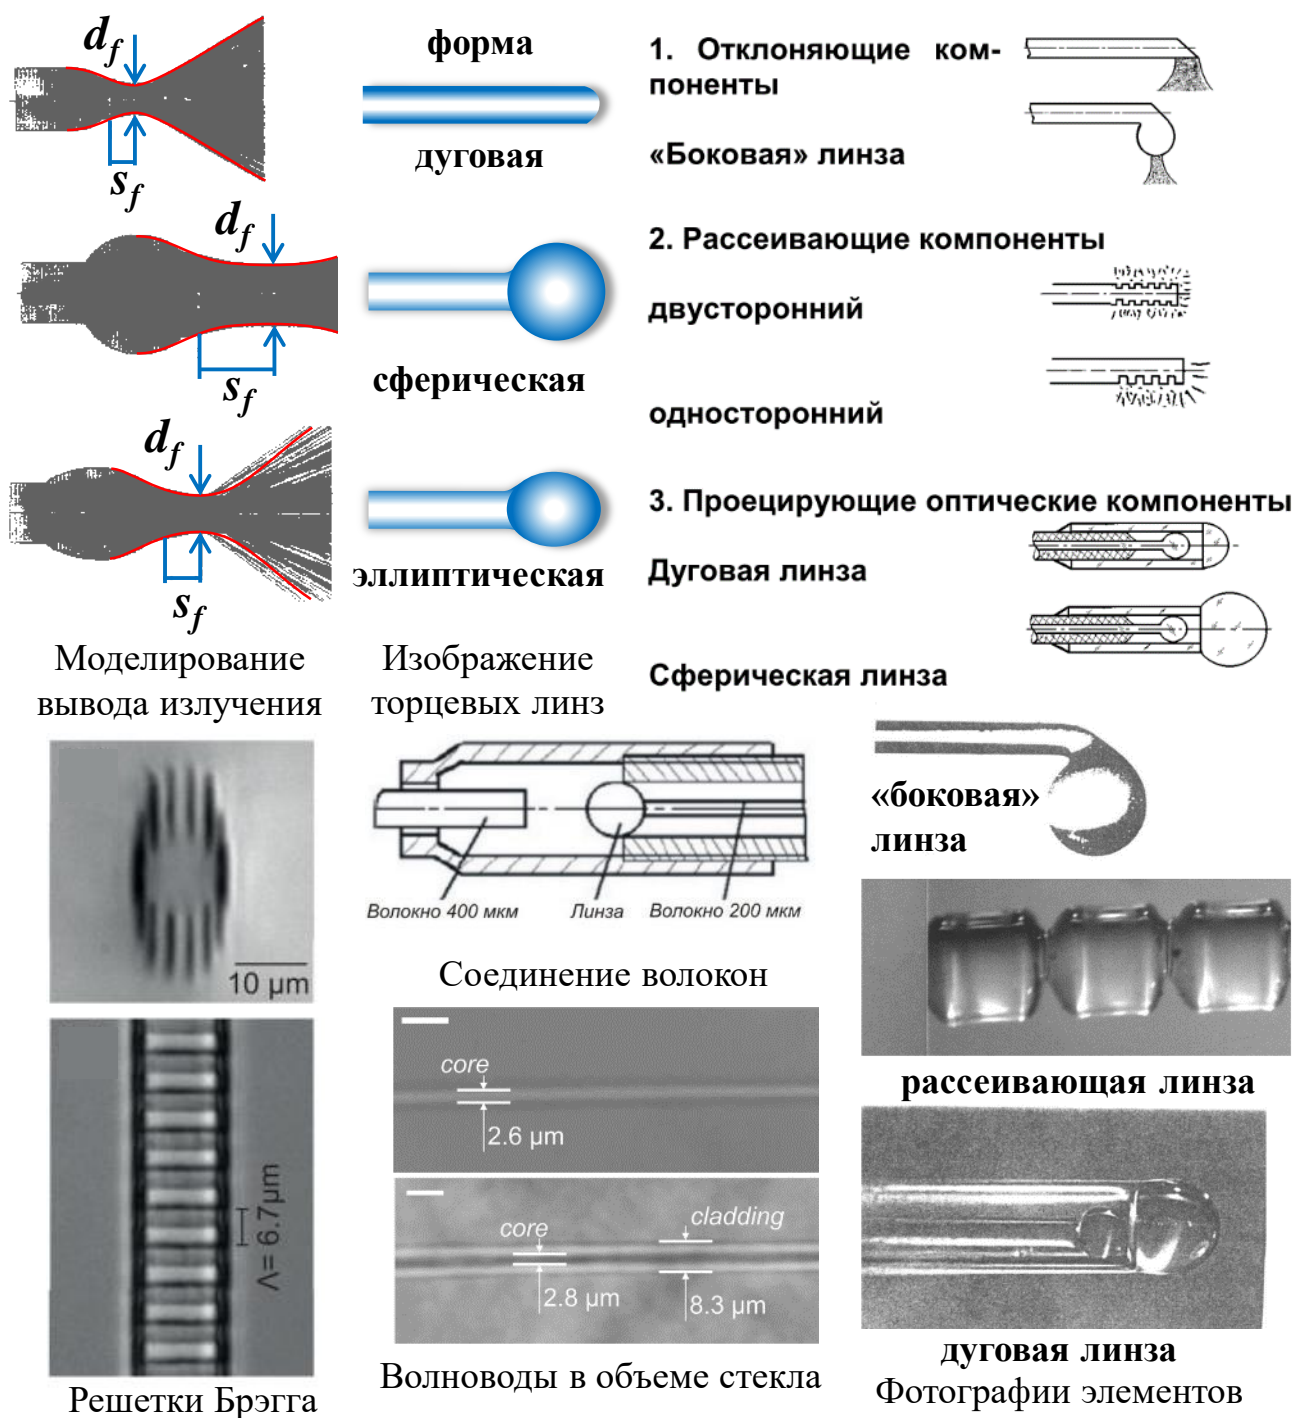 d_f
s_f
форма
дуговая
d_f
s_f
сферическая
d_f
s_f
эллиптическая
Моделирование
вывода излучения
Изображение
торцевых линз
1. Отклоняющие ком-
поненты
«Боковая» линза
2. Рассеивающие компоненты
двусторонний
односторонний
3. Проецирующие оптические компоненты
Дуговая линза
Сферическая линза
10 µm
Λ= 6.7µm
Решетки Брэгга
Волокно 400 мкм
Линза
Волокно 200 мкм
Соединение волокон
core
2.6 µm
core
cladding
2.8 µm
8.3 µm
Волноводы в объеме стекла
«боковая»
линза
рассеивающая линза
дуговая линза
Фотографии элементов